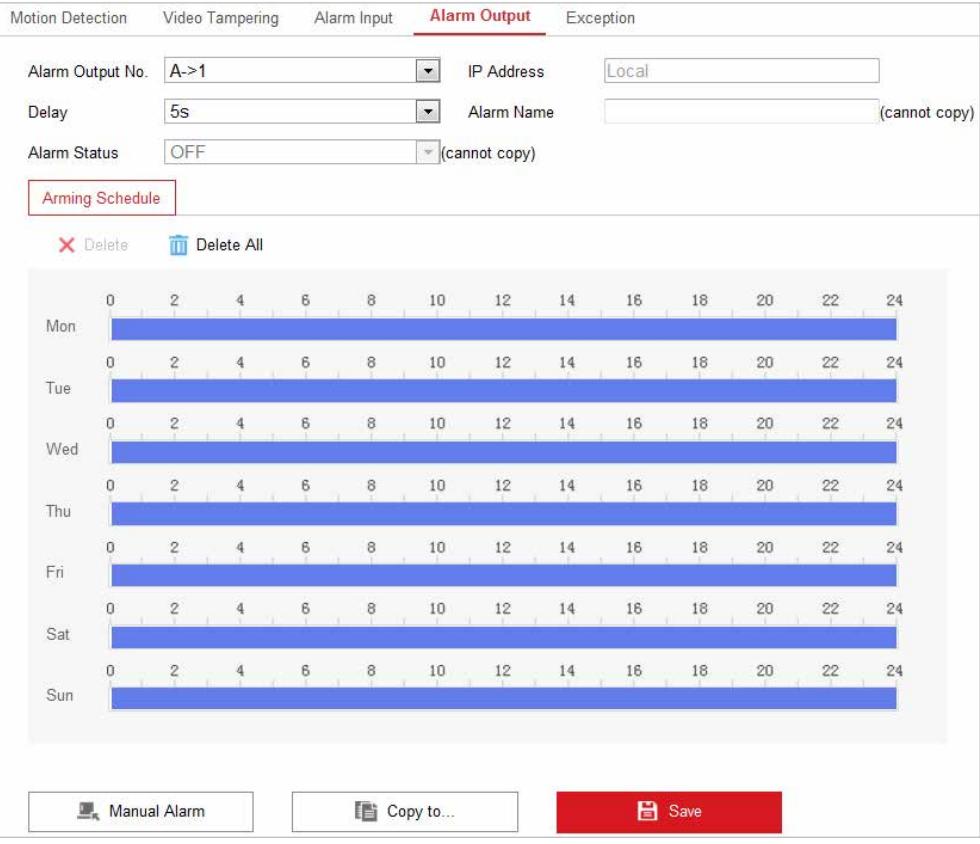 Motion Detection Video Tampering Alarm Input Alarm Output Exception
Alarm Output No. A->1 IP Address Local
Delay 5s Alarm Name (cannot copy)
Alarm Status OFF (cannot copy)
Arming Schedule
Delete Delete All
0 2 4 6 8 10 12 14 16 18 20 22 24
Mon
0 2 4 6 8 10 12 14 16 18 20 22 24
Tue
0 2 4 6 8 10 12 14 16 18 20 22 24
Wed
0 2 4 6 8 10 12 14 16 18 20 22 24
Thu
0 2 4 6 8 10 12 14 16 18 20 22 24
Fri
0 2 4 6 8 10 12 14 16 18 20 22 24
Sat
0 2 4 6 8 10 12 14 16 18 20 22 24
Sun
Manual Alarm Copy to... Save